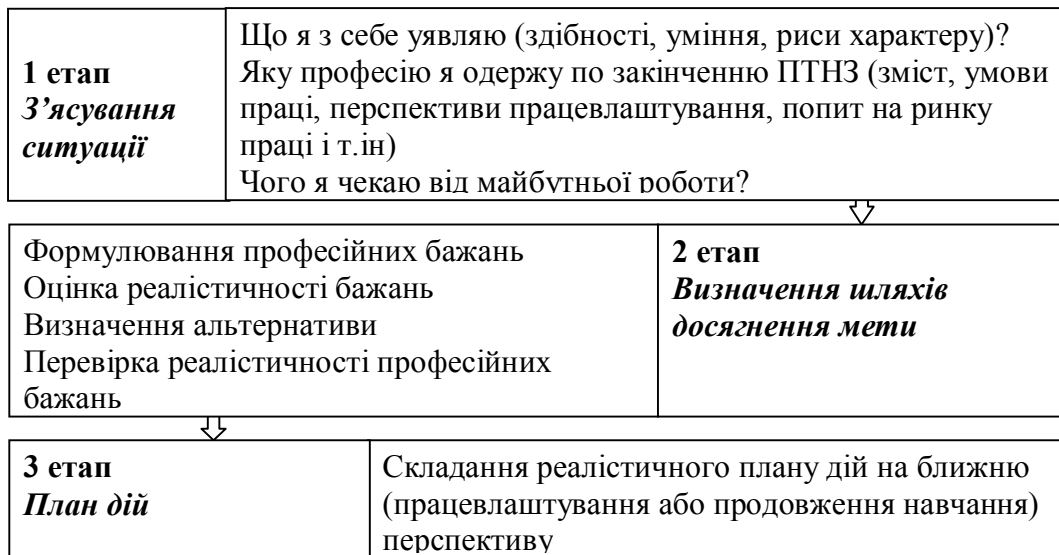 1 етап
З’ясування
ситуації
Що я з себе уявляю (здібності, уміння, риси характеру)?
Яку професію я одержу по закінченню ПТНЗ (зміст, умови
праці, перспективи працевлаштування, попит на ринку
праці і т.ін)
Чого я чекаю від майбутньої роботи?
Формулювання професійних бажань
Оцінка реалістичності бажань
Визначення альтернативи
Перевірка реалістичності професійних
бажань
2 етап
Визначення шляхів
досягнення мети
3 етап
План дій
Складання реалістичного плану дій на ближню
(працевлаштування або продовження навчання)
перспективу